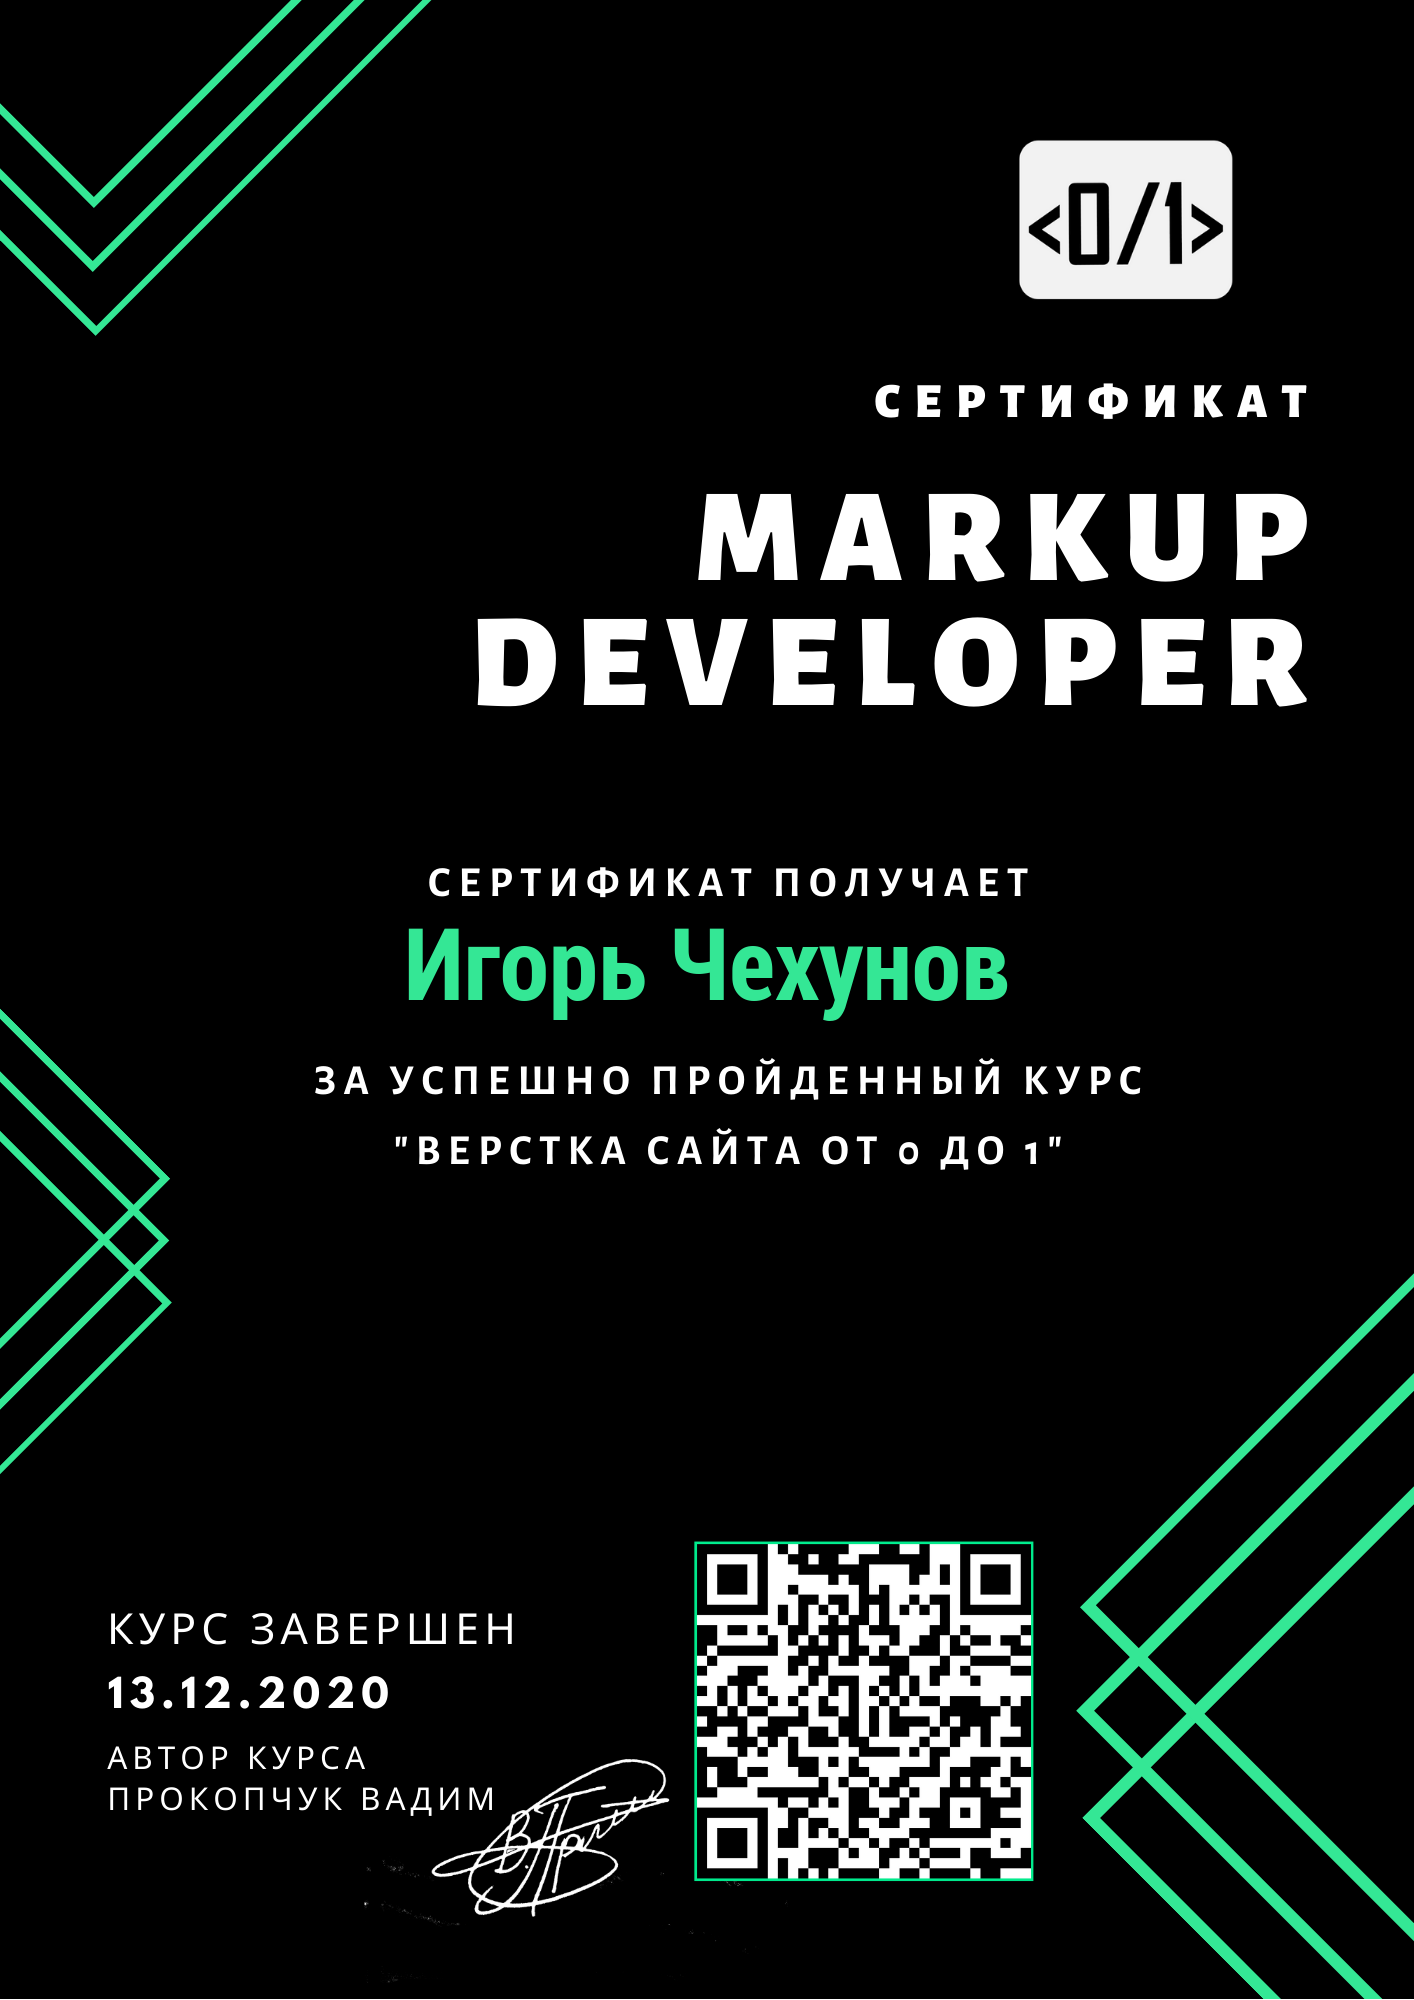 <0/1>
СЕРТИФИКАТ
MARKUP
DEVELOPER
СЕРТИФИКАТ ПОЛУЧАЕТ
Игорь Чехунов
ЗА УСПЕШНО ПРОЙДЕННЫЙ КУРС
"ВЕРСТКА САЙТА ОТ 0 ДО 1"
КУРС ЗАВЕРШЕН
13.12.2020
АВТОР КУРСА
ПРОКОПЧУК ВАДИМ